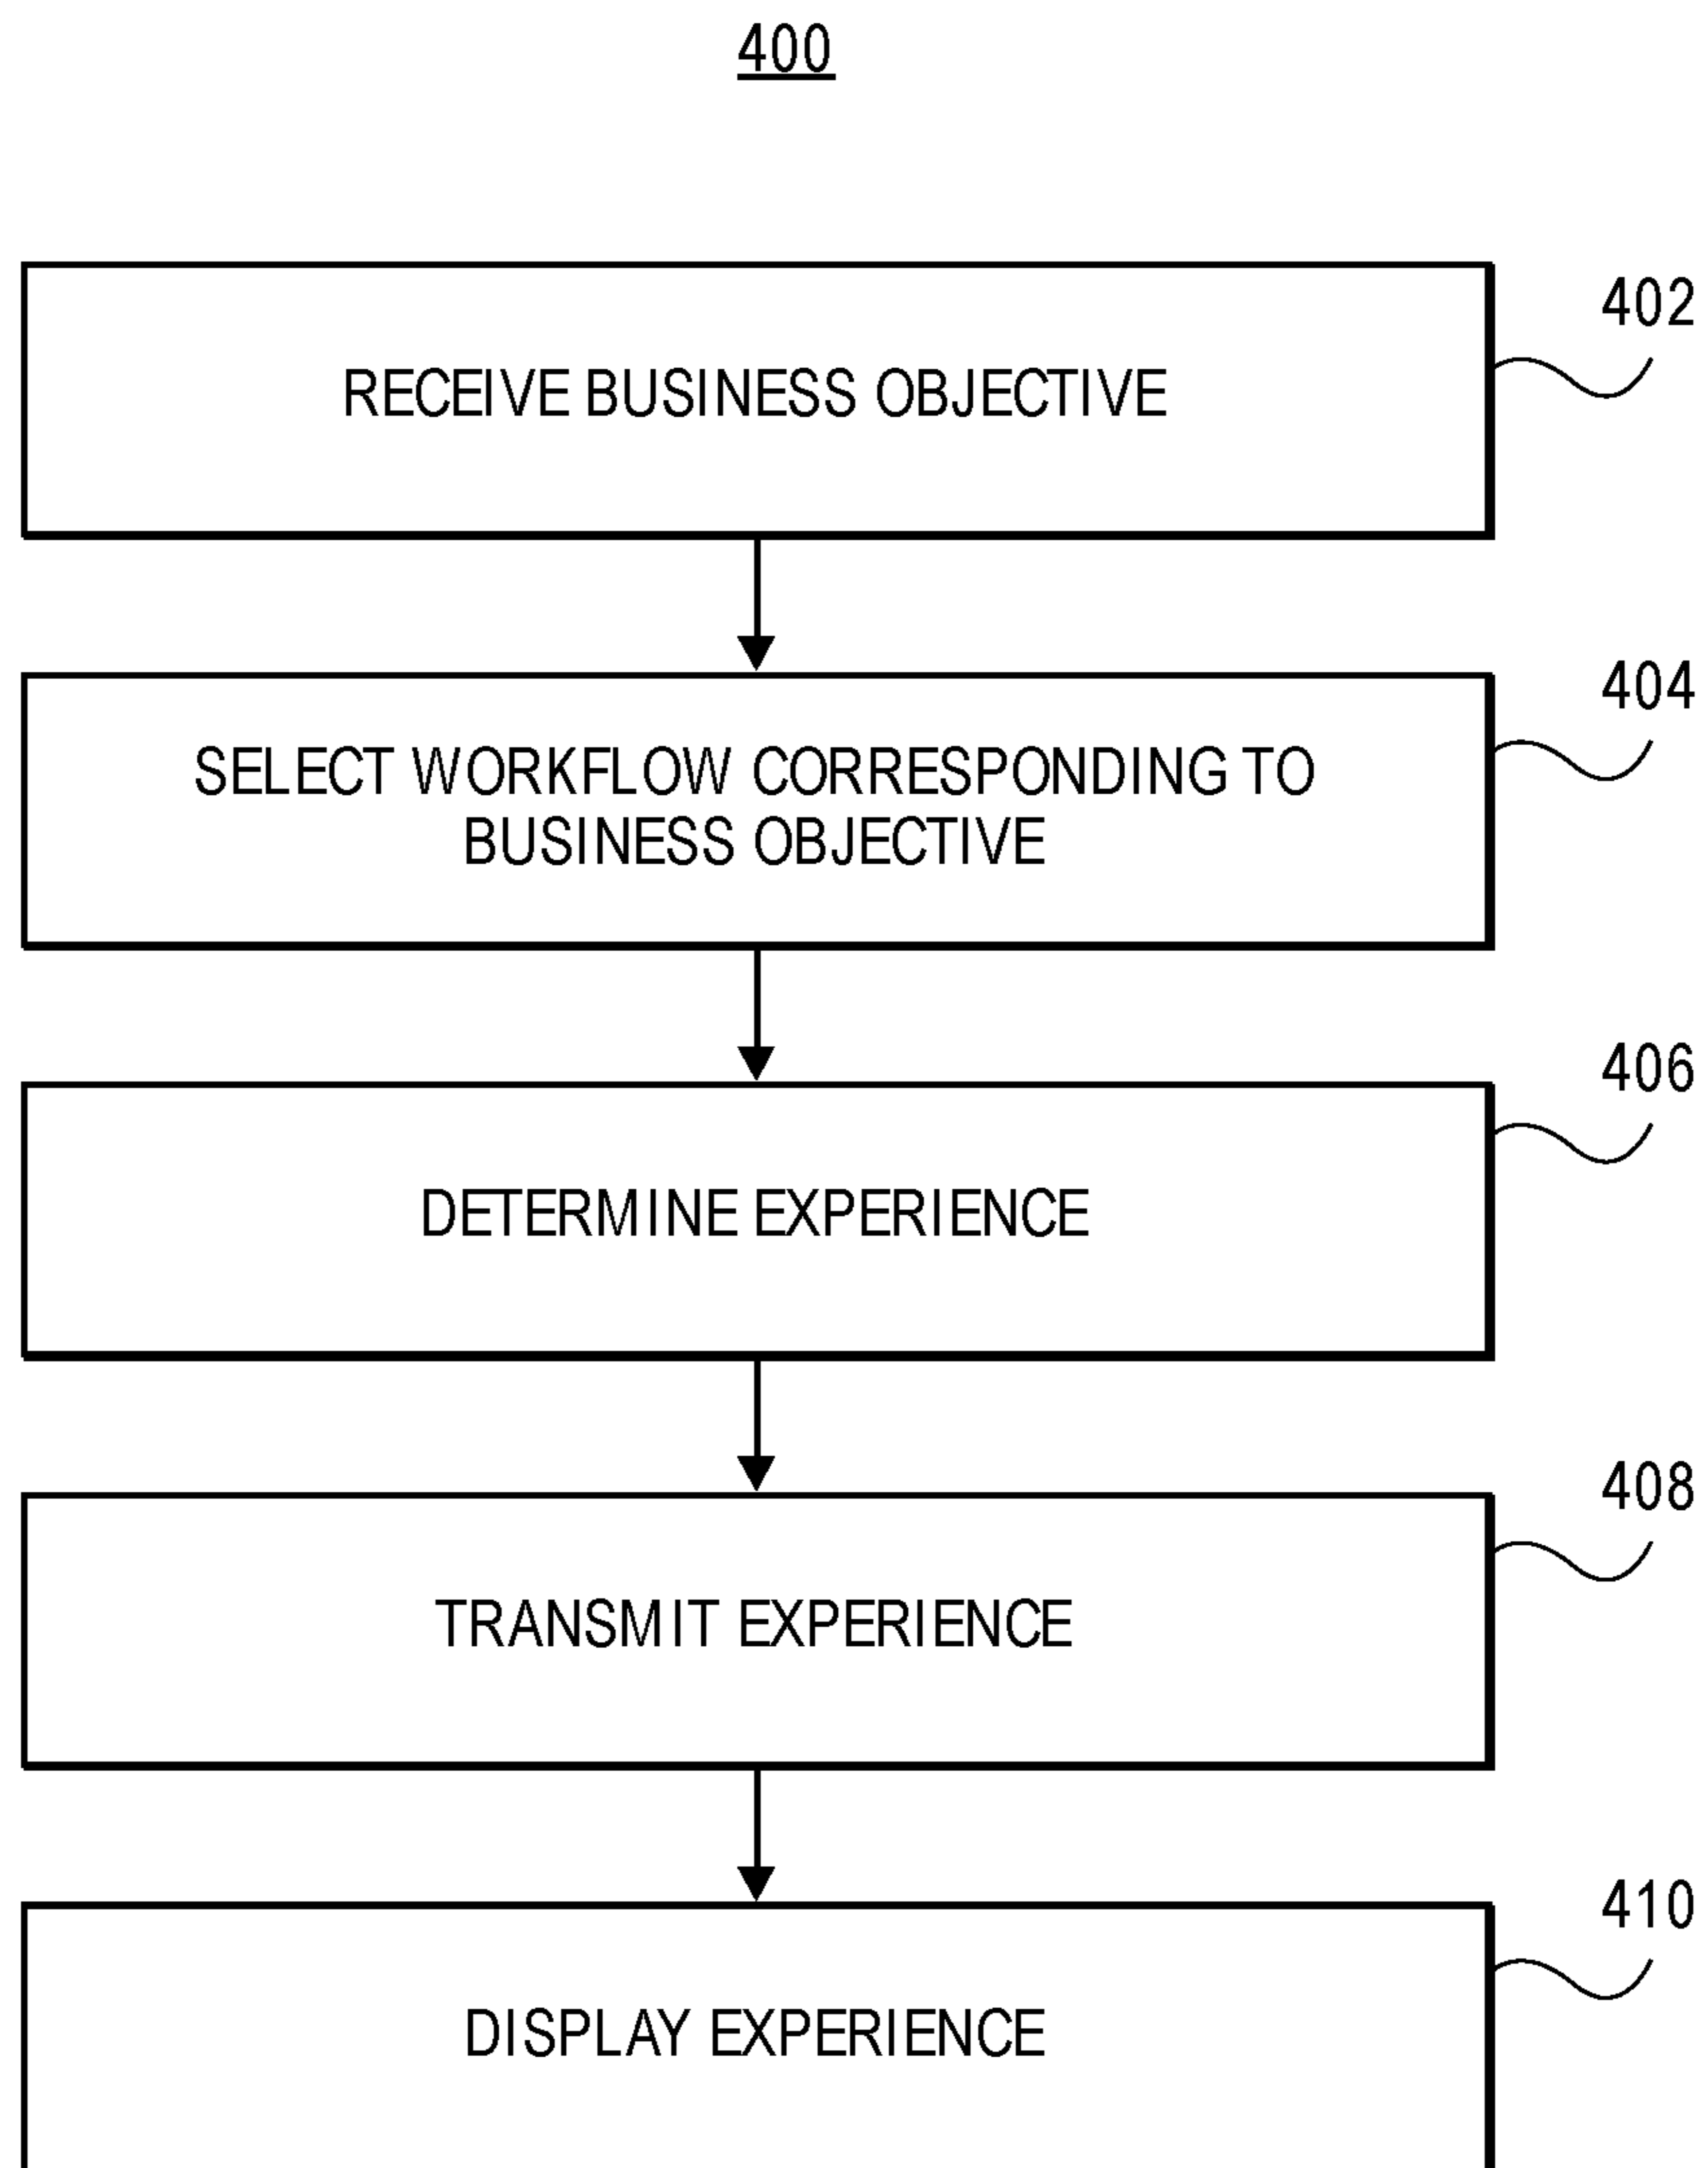 400
402
RECEIVE BUSINESS OBJECTIVE
404
SELECT WORKFLOW CORRESPONDING TO
BUSINESS OBJECTIVE
406
DETERMINE EXPERIENCE
408
TRANSMIT EXPERIENCE
410
DISPLAY EXPERIENCE